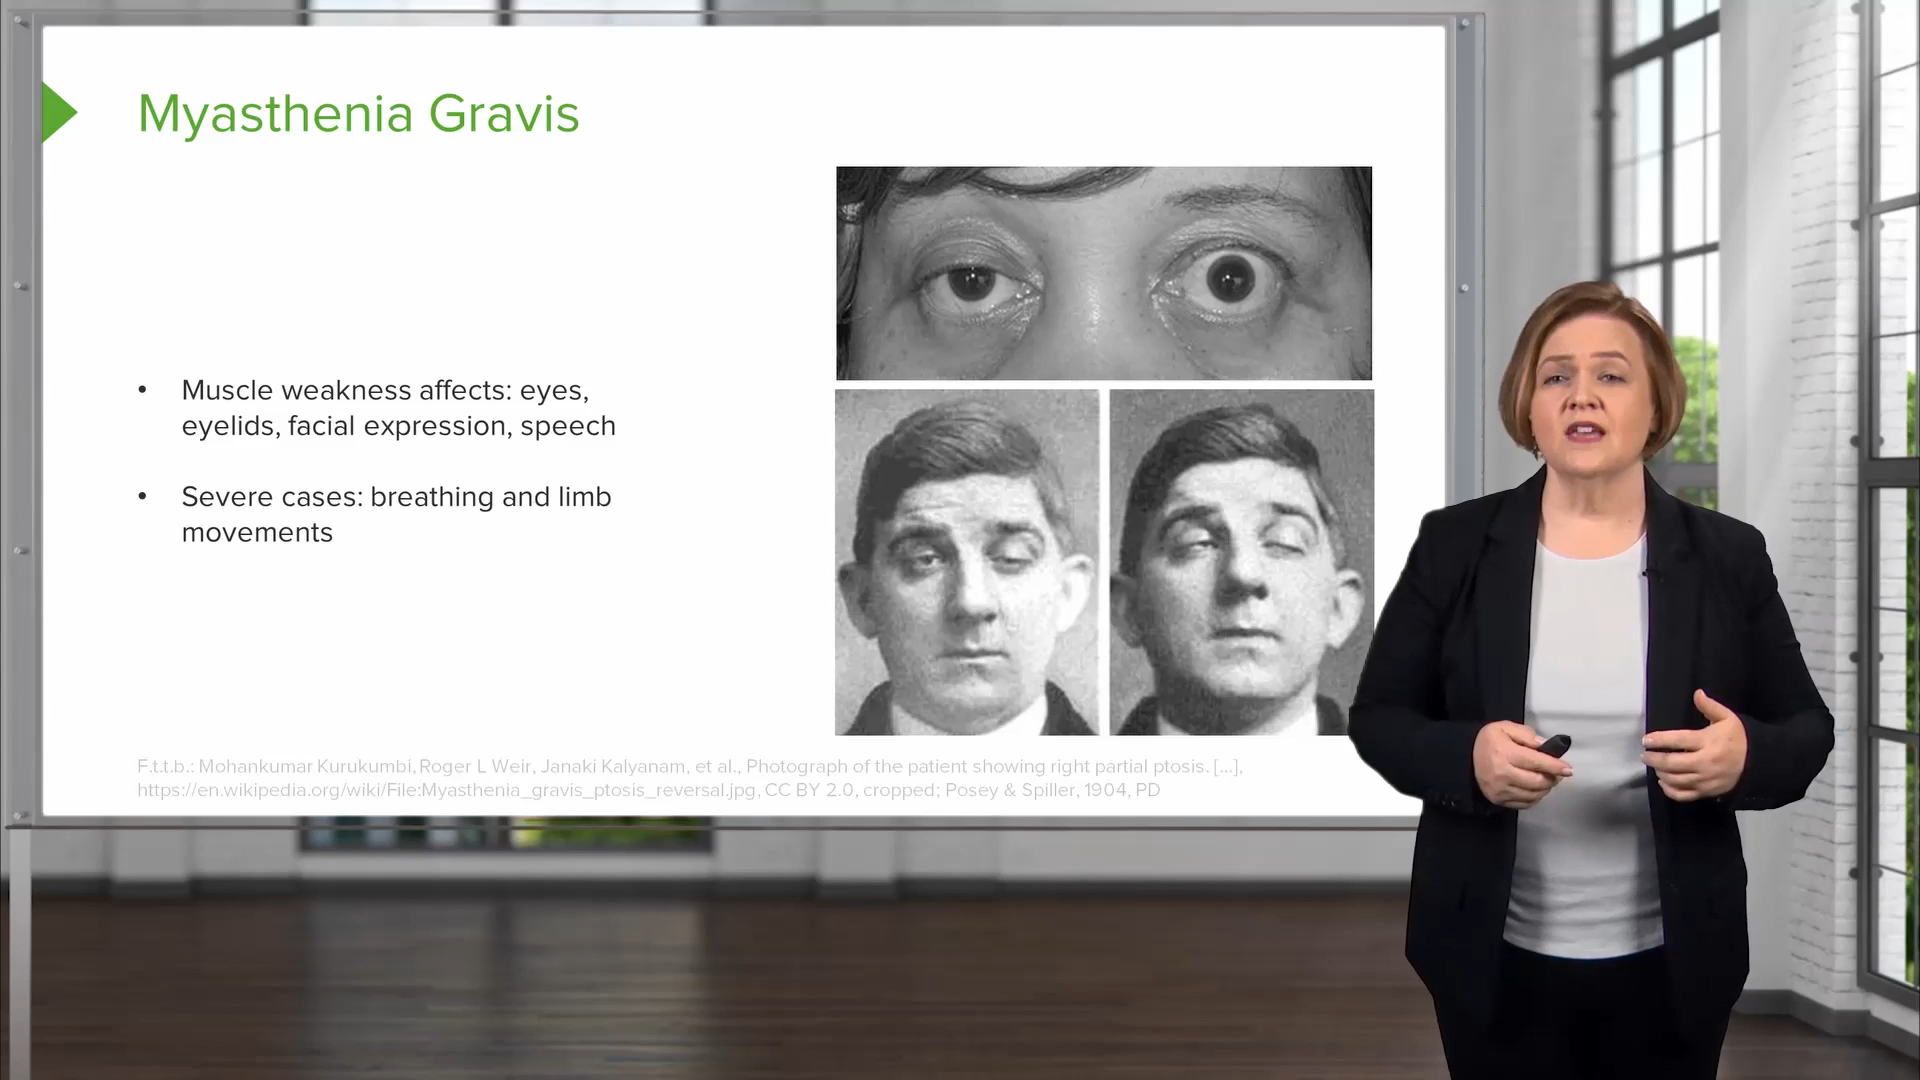 Myasthenia Gravis
• Muscle weakness affects: eyes,
eyelids, facial expression, speech
• Severe cases: breathing and limb
movements
F.t.t.b.: Mohankumar Kurukumbi, Roger L Weir, Janaki Kalyanam, et al., Photograph of the patient showing right partial ptosis. [...],
https://en.wikipedia.org/wiki/File:Myasthenia_gravis_ptosis_reversal.jpg, CC BY 2.0, cropped; Posey & Spiller, 1904, PD